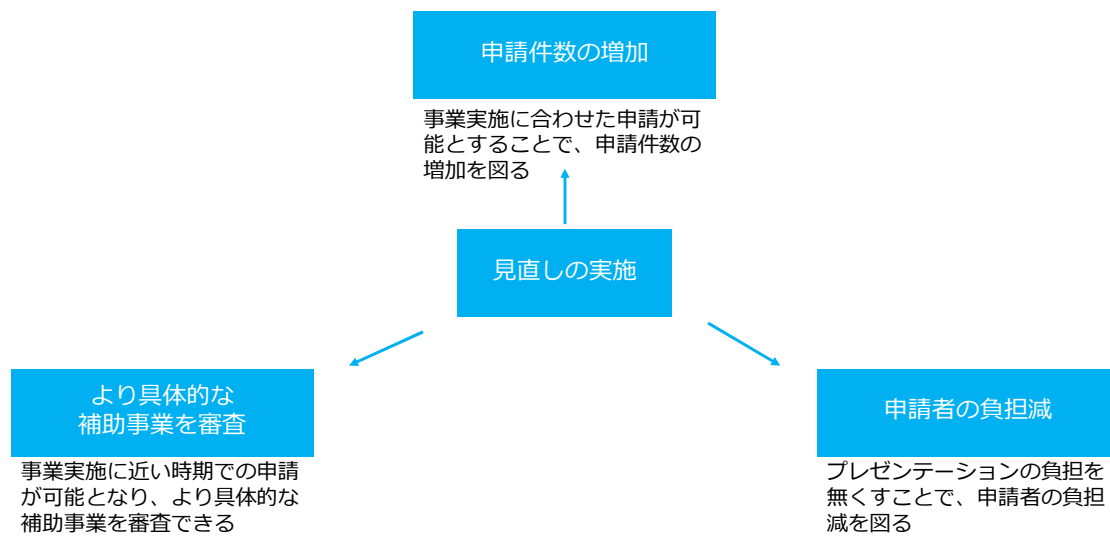 申請件数の増加
事業実施に合わせた申請が可
能とすることで、申請件数の
増加を図る
見直しの実施
より具体的な
補助事業を審査
事業実施に近い時期での申請
が可能となり、より具体的な
補助事業を審査できる
申請者の負担減
プレゼンテーションの負担を
無くすことで、申請者の負担
減を図る